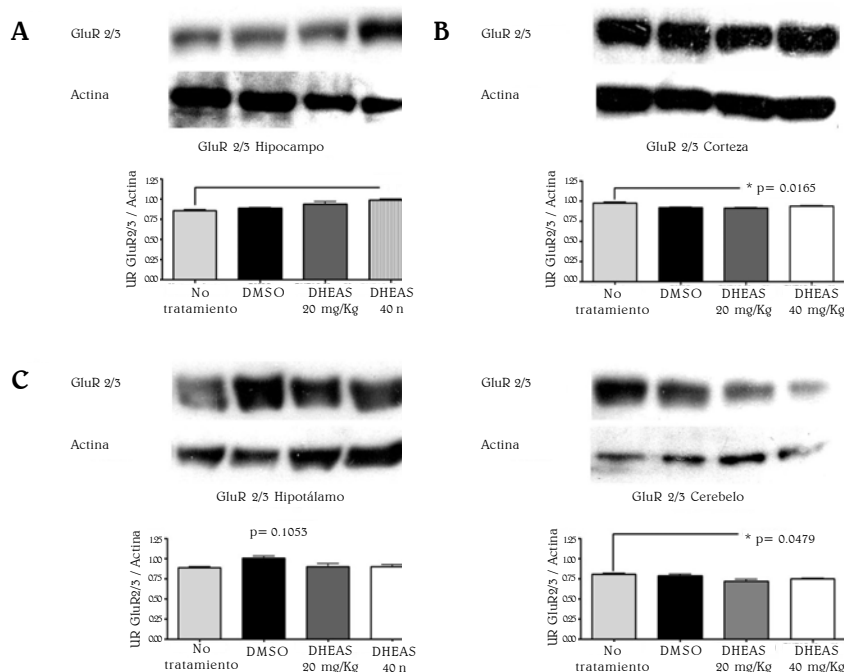 A
GluR 2/3
Actina
GluR 2/3 Hipocampo
UR GluR2/3 / Actina
1.25
1.00
0.75
0.50
0.25
0.00
No tratamiento
DMSO
DHEAS 20 mg/Kg
DHEAS 40 n
B
GluR 2/3
Actina
GluR 2/3 Corteza
* p= 0.0165
UR GluR2/3 / Actina
1.25
1.00
0.75
0.50
0.25
0.00
No tratamiento
DMSO
DHEAS 20 mg/Kg
DHEAS 40 mg/Kg
C
GluR 2/3
Actina
GluR 2/3 Hipotálamo
p= 0.1053
UR GluR2/3 / Actina
1.25
1.00
0.75
0.50
0.25
0.00
No tratamiento
DMSO
DHEAS 20 mg/Kg
DHEAS 40 n
GluR 2/3
Actina
GluR 2/3 Cerebelo
* p= 0.0479
UR GluR2/3 / Actina
1.25
1.00
0.75
0.50
0.25
0.00
No tratamiento
DMSO
DHEAS 20 mg/Kg
DHEAS 40 mg/Kg